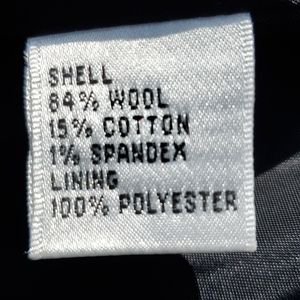 SHELL
84% WOOL
15% COTTON
1% SPANDEX
LINING
100% POLYESTER